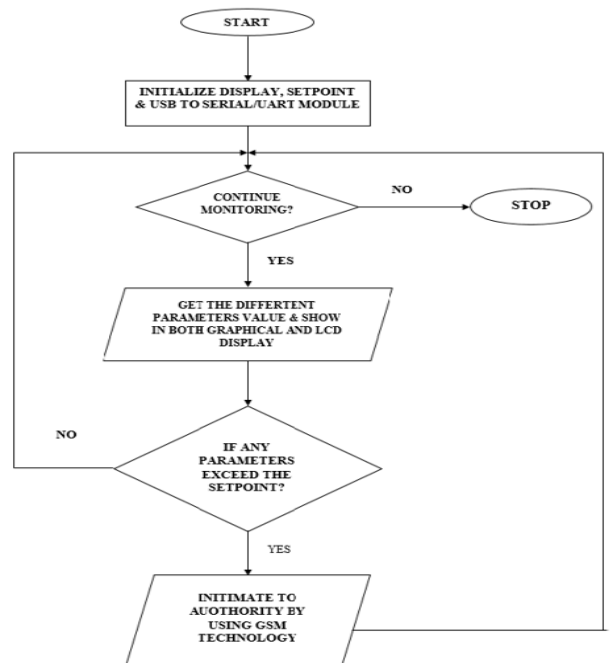 START
INITIALIZE DISPLAY, SETPOINT
& USB TO SERIAL/UART MODULE
CONTINUE
MONITORING?
NO
STOP
YES
GET THE DIFFERTENT
PARAMETERS VALUE & SHOW
IN BOTH GRAPHICAL AND LCD
DISPLAY
NO
IF ANY
PARAMETERS
EXCEED THE
SETPOINT?
YES
INITIMATE TO
AUOTHORITY BY
USING GSM
TECHNOLOGY